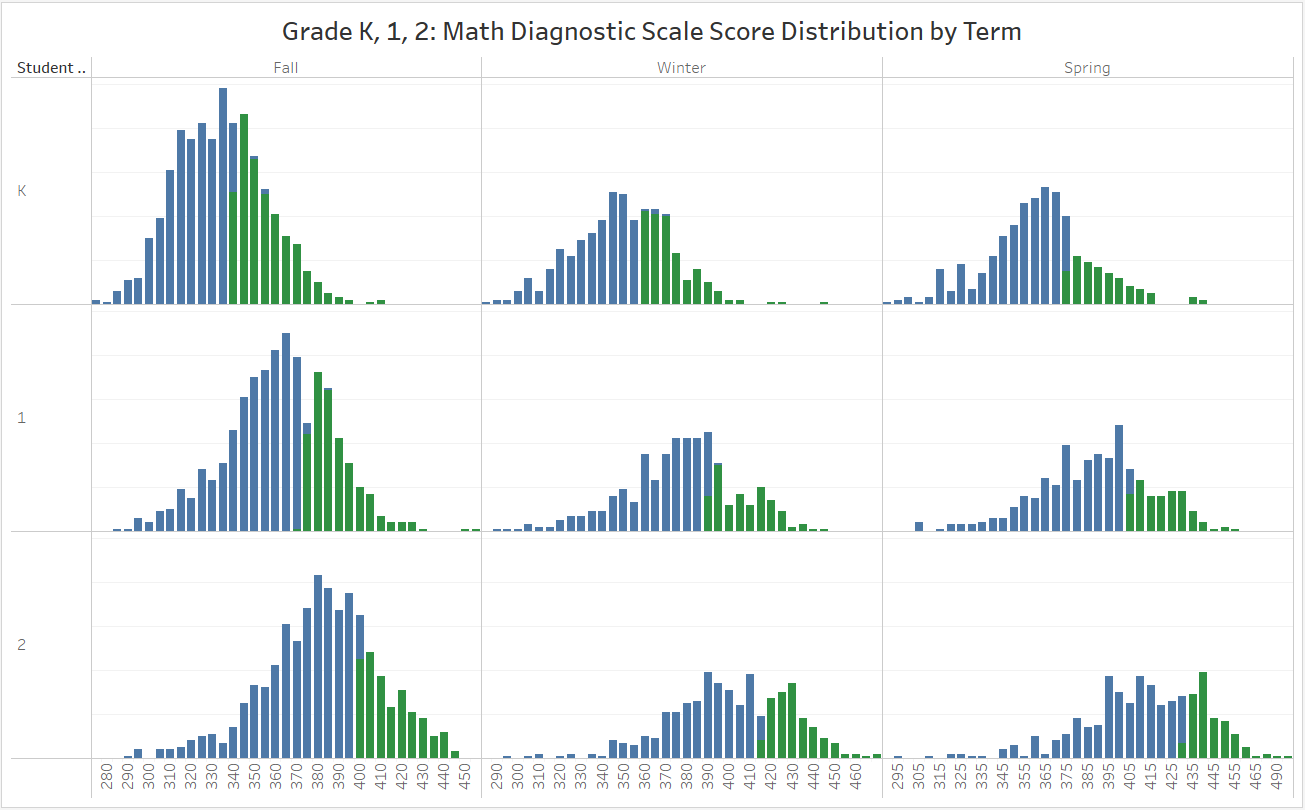 Grade K, 1, 2: Math Diagnostic Scale Score Distribution by Term
Student ..
Fall
Winter
Spring
K
1
2
280 290 300 310 320 330 340 350 360 370 380 390 400 410 420 430 440 450
290 300 310 320 330 340 350 360 370 380 390 400 410 420 430 440 450 460
295 305 315 325 335 345 355 365 375 385 395 405 415 425 435 445 455 465 490